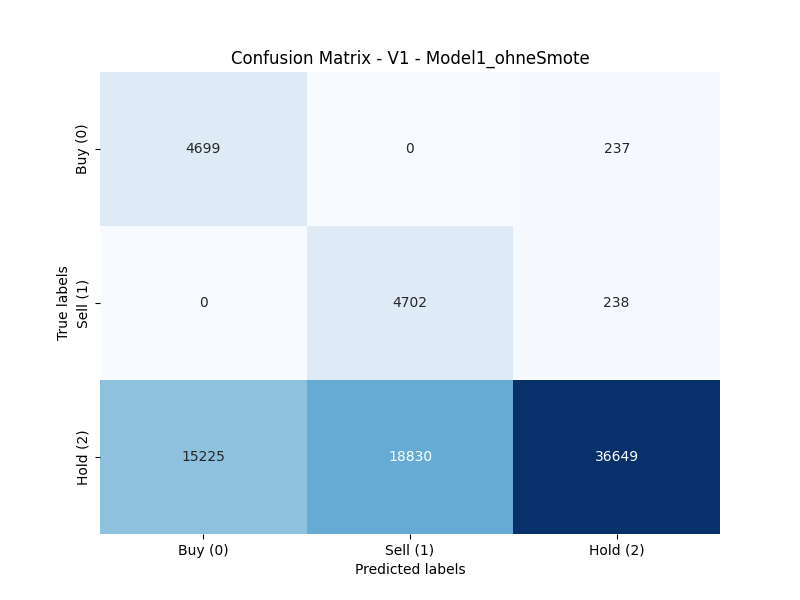 Confusion Matrix - V1 - Model1_ohneSmote
True labels
Buy (0)
4699 0 237
Sell (1)
0 4702 238
Hold (2)
15225 18830 36649
Buy (0) Sell (1) Hold (2)
Predicted labels